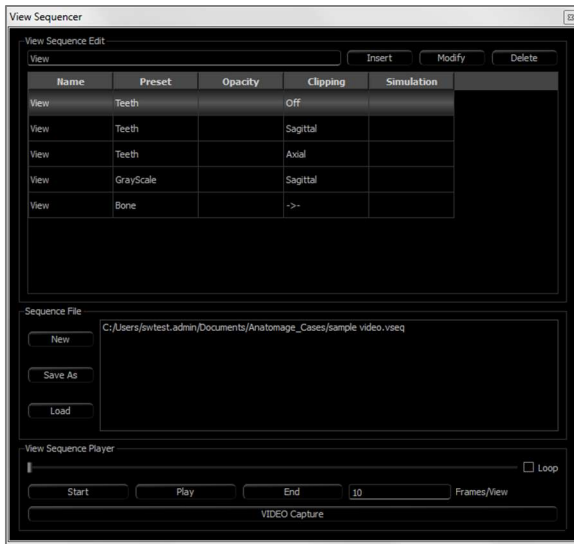 View Sequencer
View Sequence Edit
View Insert Modify Delete
Name Preset Opacity Clipping Simulation
View Teeth Off
View Teeth Sagittal
View Teeth Axial
View GrayScale Sagittal
View Bone ->-
Sequence File
C:/Users/swtest.admin/Documents/Anatomage_Cases/sample video.vseq
New
Save As
Load
View Sequence Player
Loop
Start Play End 10 Frames/View
VIDEO Capture